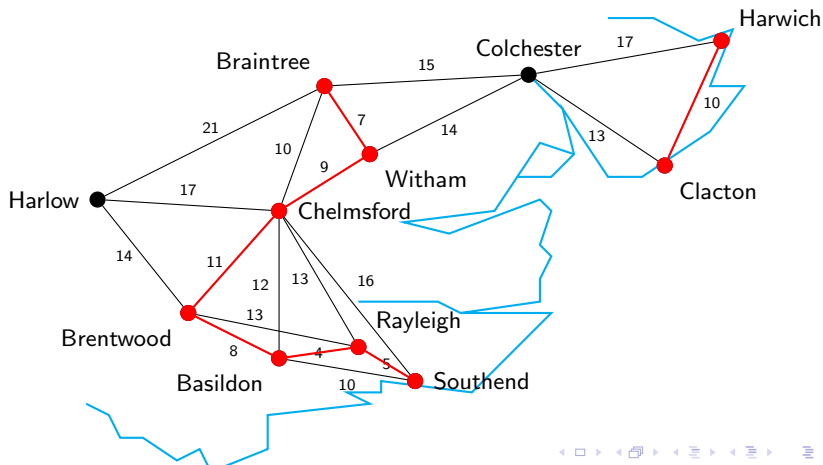 Harwich
Colchester
17
Braintree
15
10
7
14
13
21
10
9
Witham
Clacton
17
Harlow
Chelmsford
14
11
12
13
16
13
Rayleigh
Brentwood
8
4
5
Basildon
10
Southend